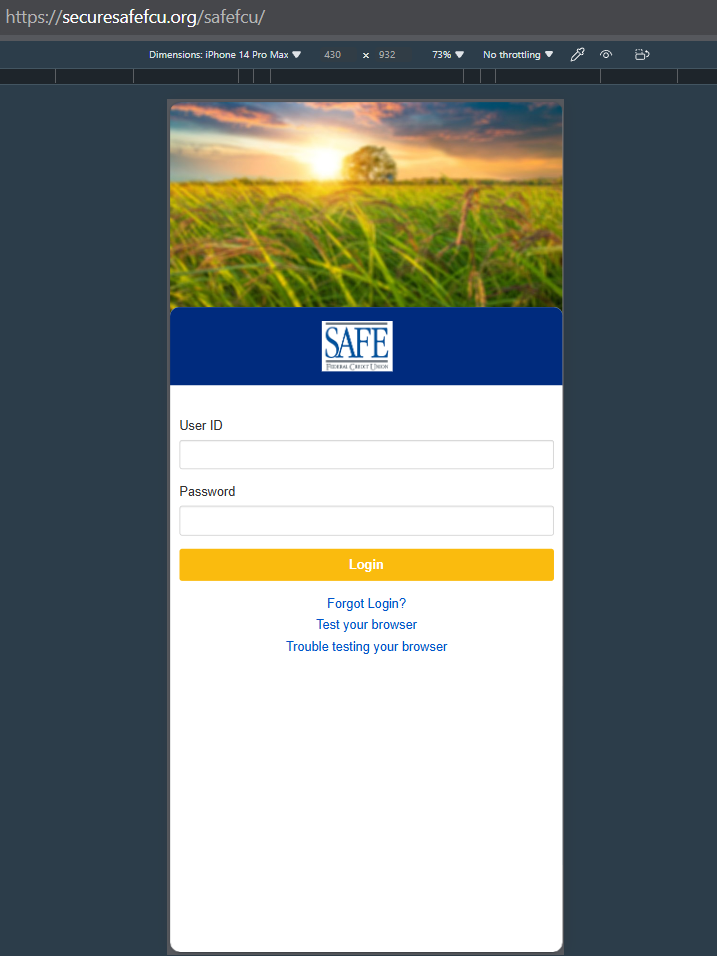 https://securesafefcu.org/safefcu/
Dimensions: iPhone 14 Pro Max ▼ 430 x 932 73% ▼ No throttling ▼
SAFE
FEDERAL CREDIT UNION
User ID
Password
Login
Forgot Login?
Test your browser
Trouble testing your browser